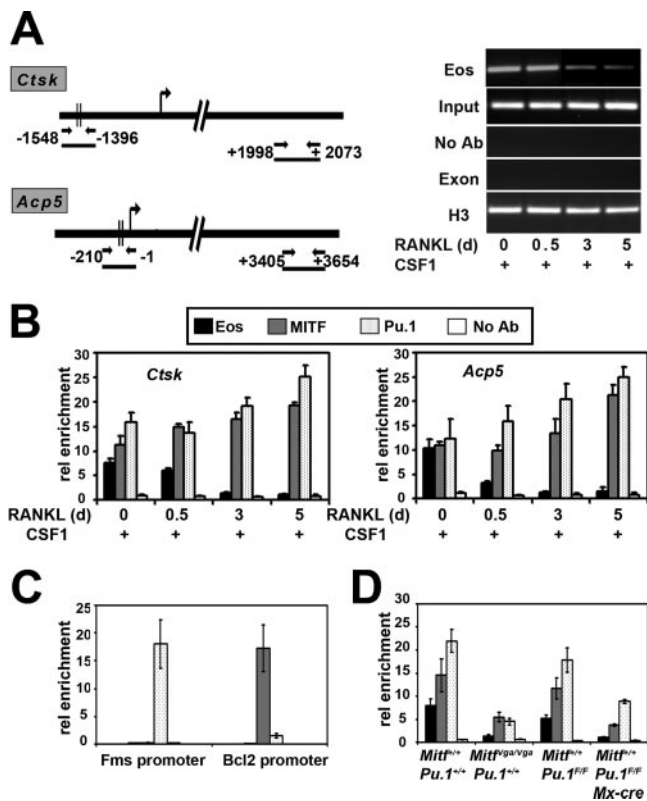 A
Ctsk
-1548
-1396
+1998
+ 2073
Acp5
-210
-1
+3405
+3654
Eos
Input
No Ab
Exon
H3
RANKL (d) 0 0.5 3 5
CSF1 + + + +
B
Eos MITF Pu.1 No Ab
rel enrichment
30
25
20
15
10
5
0
Ctsk
RANKL (d) 0 0.5 3 5
CSF1 + + + +
rel enrichment
30
25
20
15
10
5
0
Acp5
RANKL (d) 0 0.5 3 5
CSF1 + + + +
C
rel enrichment
25
20
15
10
5
0
Fms promoter Bcl2 promoter
D
rel enrichment
30
25
20
15
10
5
0
Mitf+/+ MitfVga/Vga Mitf+/+ Mitf+/+
Pu.1+/+ Pu.1+/+ Pu.1F/F Pu.1F/F
Mx-cre